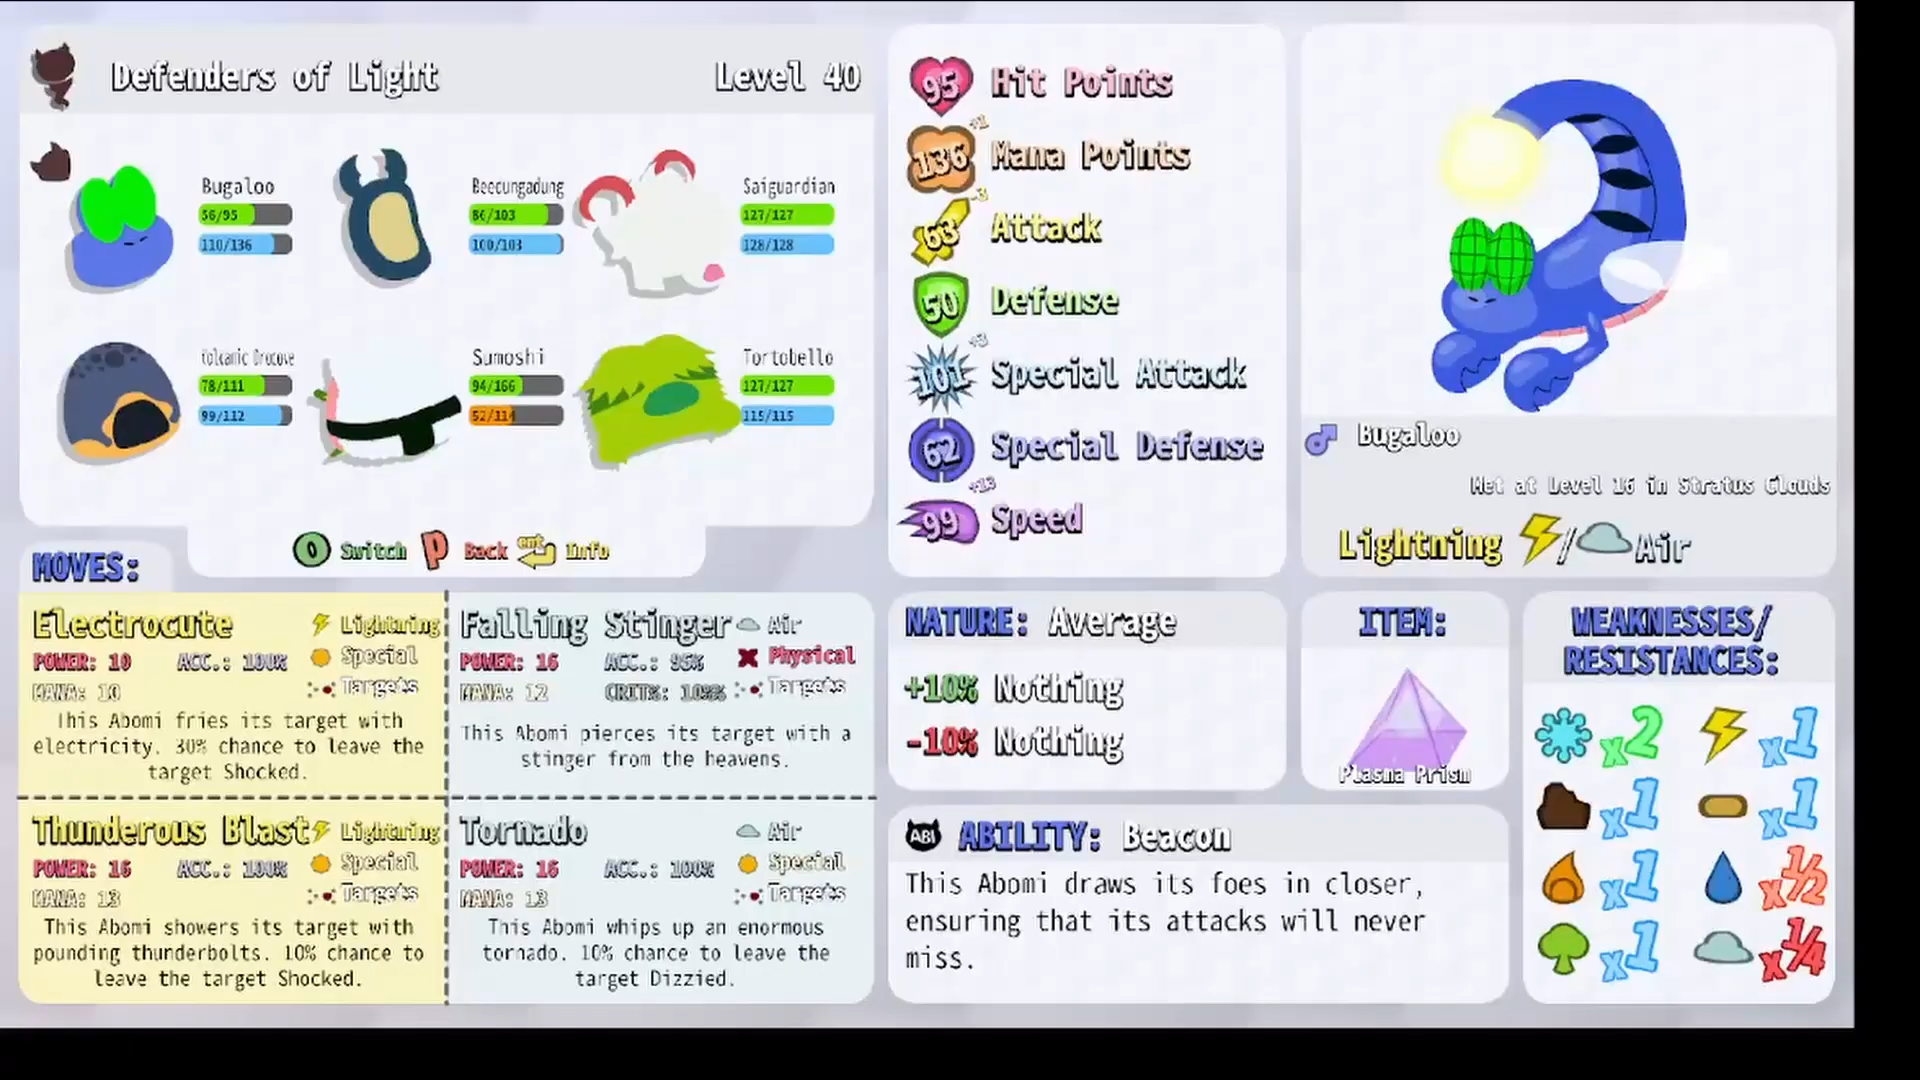 Defenders of Light
Level 40
Bugaloo
56/95
110/136
Beecungadung
86/103
100/103
Saiguardian
127/127
128/128
78/111
99/112
Sumoshi
94/166
52/114
Tortobello
127/127
115/115
O Switch P Back ent Info
MOVES:
Electrocute
Lightning
POWER: 10 ACC.: 100%
Special
MANA: 10
Targets
This Abomi fries its target with
electricity. 30% chance to leave the
target Shocked.
Falling Stinger
Air
POWER: 16 ACC.: 95%
Physical
MANA: 12 CRIT%:
Targets
This Abomi pierces its target with a
stinger from the heavens.
Thunderous Blast
Lightning
POWER: 16 ACC.: 100%
Special
MANA: 13
Targets
This Abomi showers its target with
pounding thunderbolts. 10% chance to
leave the target Shocked.
Tornado
Air
POWER: 16 ACC.: 100%
Special
MANA: 13
Targets
This Abomi whips up an enormous
tornado. 10% chance to leave the
target Dizzied.
95 Hit Points
+1
136 Mana Points
-3
63 Attack
50 Defense
+3
101 Special Attack
62 Special Defense
+13
99 Speed
Bugaloo
Met at Level 16 in Stratus Clouds
Lightning / Air
NATURE: Average
+10% Nothing
-10% Nothing
ITEM:
Plasma Prism
ABI ABILITY: Beacon
This Abomi draws its foes in closer,
ensuring that its attacks will never
miss.
WEAKNESSES/
RESISTANCES:
x2 x1
x1 x1
x1 x1/2
x1 x1/4